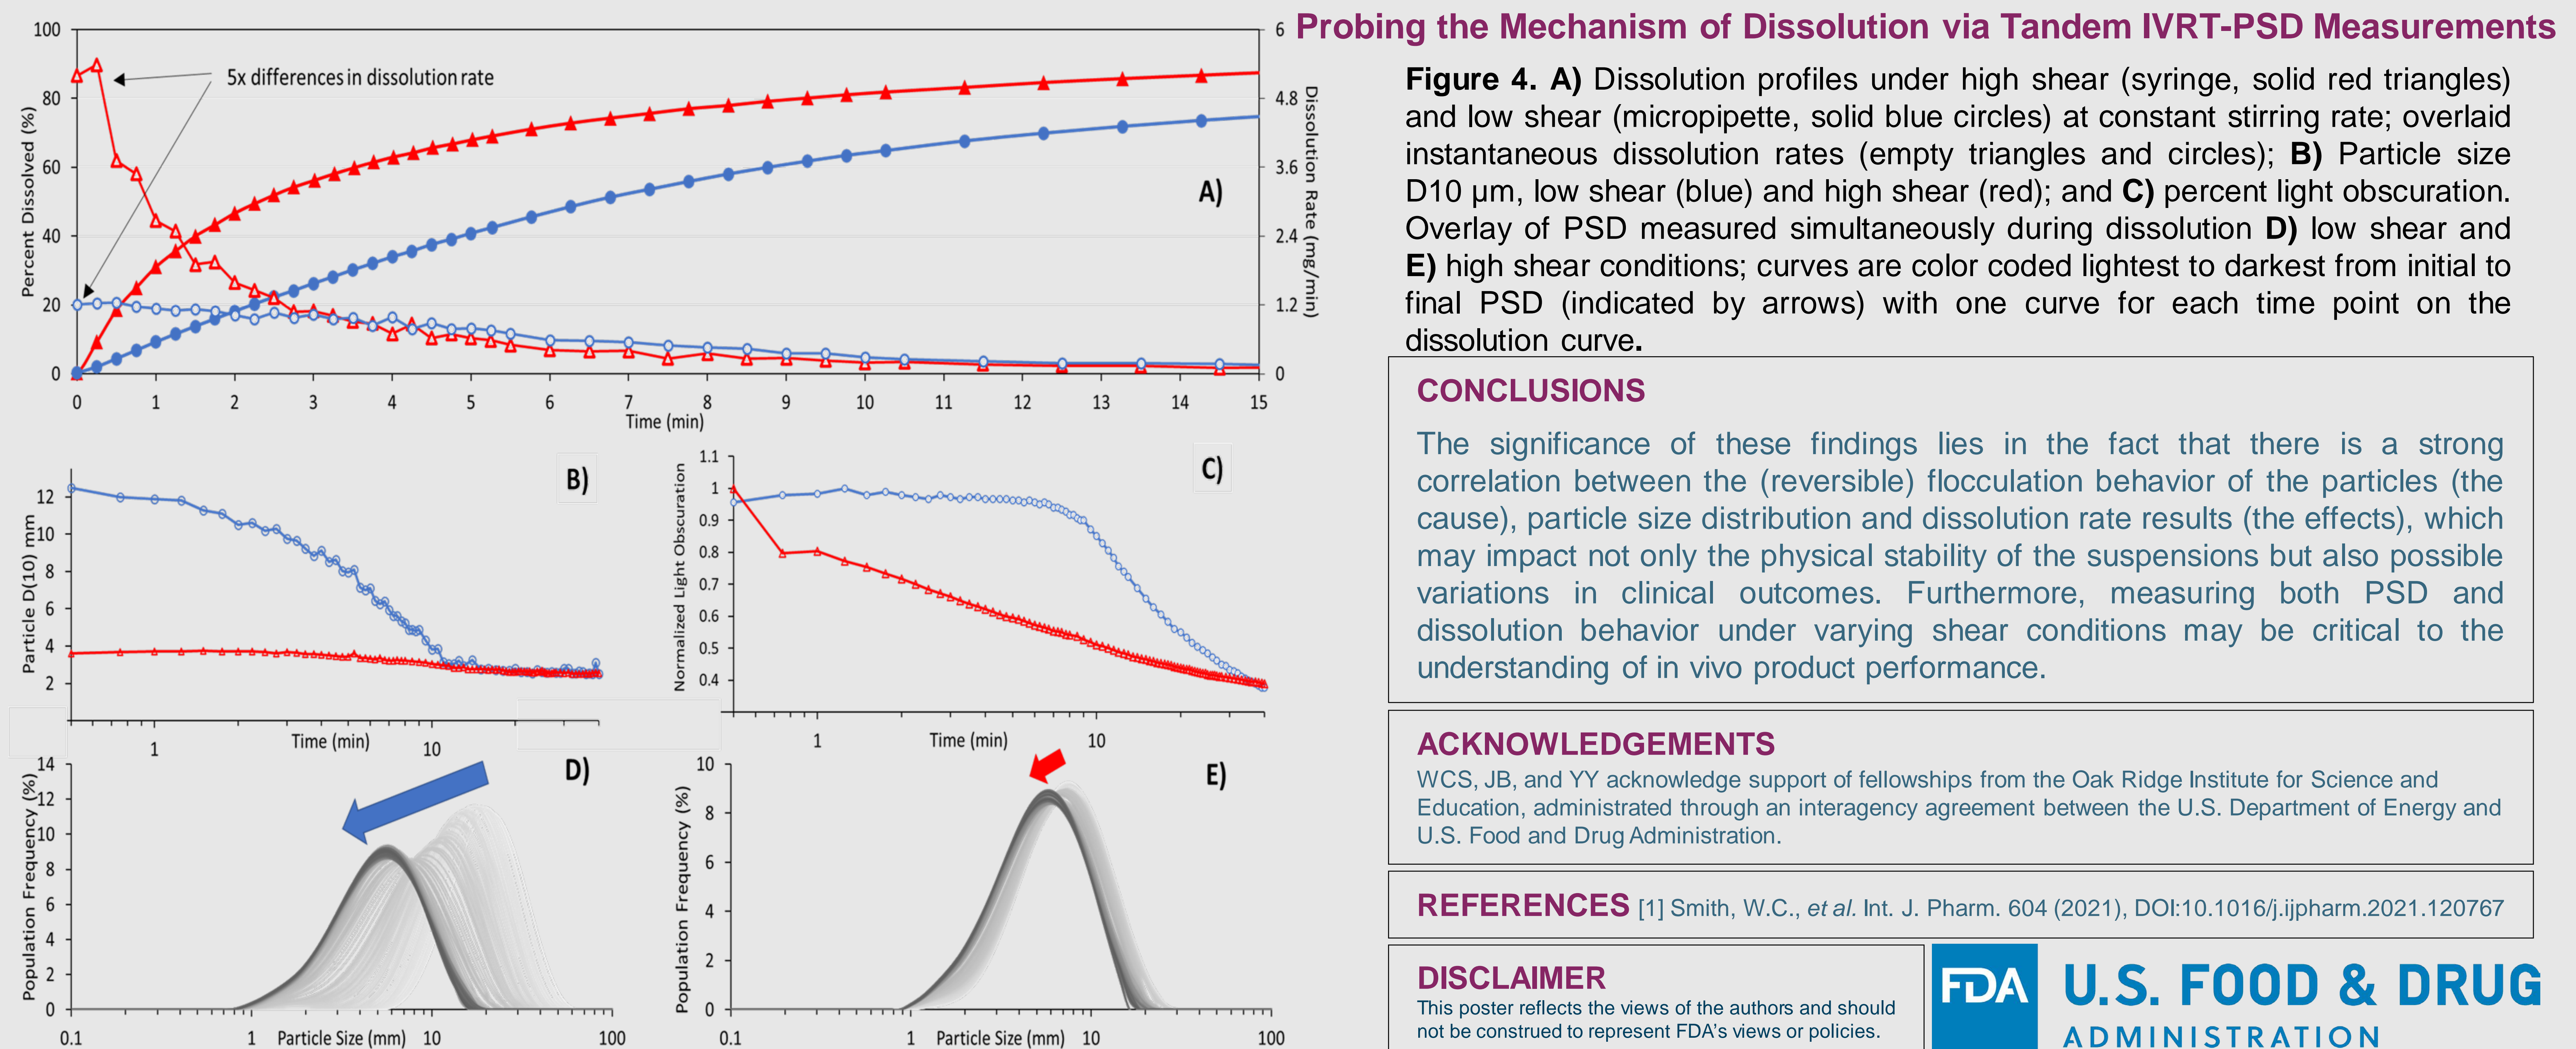 Probing the Mechanism of Dissolution via Tandem IVRT-PSD Measurements
100
80
60
40
20
0
Percent Dissolved (%)
5x differences in dissolution rate
A)
6
4.8
3.6
2.4
1.2
0
Dissolution Rate (mg/min)
0 1 2 3 4 5 6 7 8 9 10 11 12 13 14 15
Time (min)
B)
12
10
8
6
4
2
Particle D(10) mm
1 Time (min) 10
C)
1.1
1
0.9
0.8
0.7
0.6
0.5
0.4
Normalized Light Obscuration
1 Time (min) 10
D)
14
12
10
8
6
4
2
0
Population Frequency (%)
0.1 1 Particle Size (mm) 10 100
E)
10
8
6
4
2
0
Population Frequency (%)
0.1 1 Particle Size (mm) 10 100
Figure 4. A) Dissolution profiles under high shear (syringe, solid red triangles)
and low shear (micropipette, solid blue circles) at constant stirring rate; overlaid
instantaneous dissolution rates (empty triangles and circles); B) Particle size
D10 µm, low shear (blue) and high shear (red); and C) percent light obscuration.
Overlay of PSD measured simultaneously during dissolution D) low shear and
E) high shear conditions; curves are color coded lightest to darkest from initial to
final PSD (indicated by arrows) with one curve for each time point on the
dissolution curve.
CONCLUSIONS
The significance of these findings lies in the fact that there is a strong
correlation between the (reversible) flocculation behavior of the particles (the
cause), particle size distribution and dissolution rate results (the effects), which
may impact not only the physical stability of the suspensions but also possible
variations in clinical outcomes. Furthermore, measuring both PSD and
dissolution behavior under varying shear conditions may be critical to the
understanding of in vivo product performance.
ACKNOWLEDGEMENTS
WCS, JB, and YY acknowledge support of fellowships from the Oak Ridge Institute for Science and
Education, administrated through an interagency agreement between the U.S. Department of Energy and
U.S. Food and Drug Administration.
REFERENCES [1] Smith, W.C., et al. Int. J. Pharm. 604 (2021), DOI:10.1016/j.ijpharm.2021.120767
DISCLAIMER
This poster reflects the views of the authors and should
not be construed to represent FDA's views or policies.
FDA
U.S. FOOD & DRUG
ADMINISTRATION